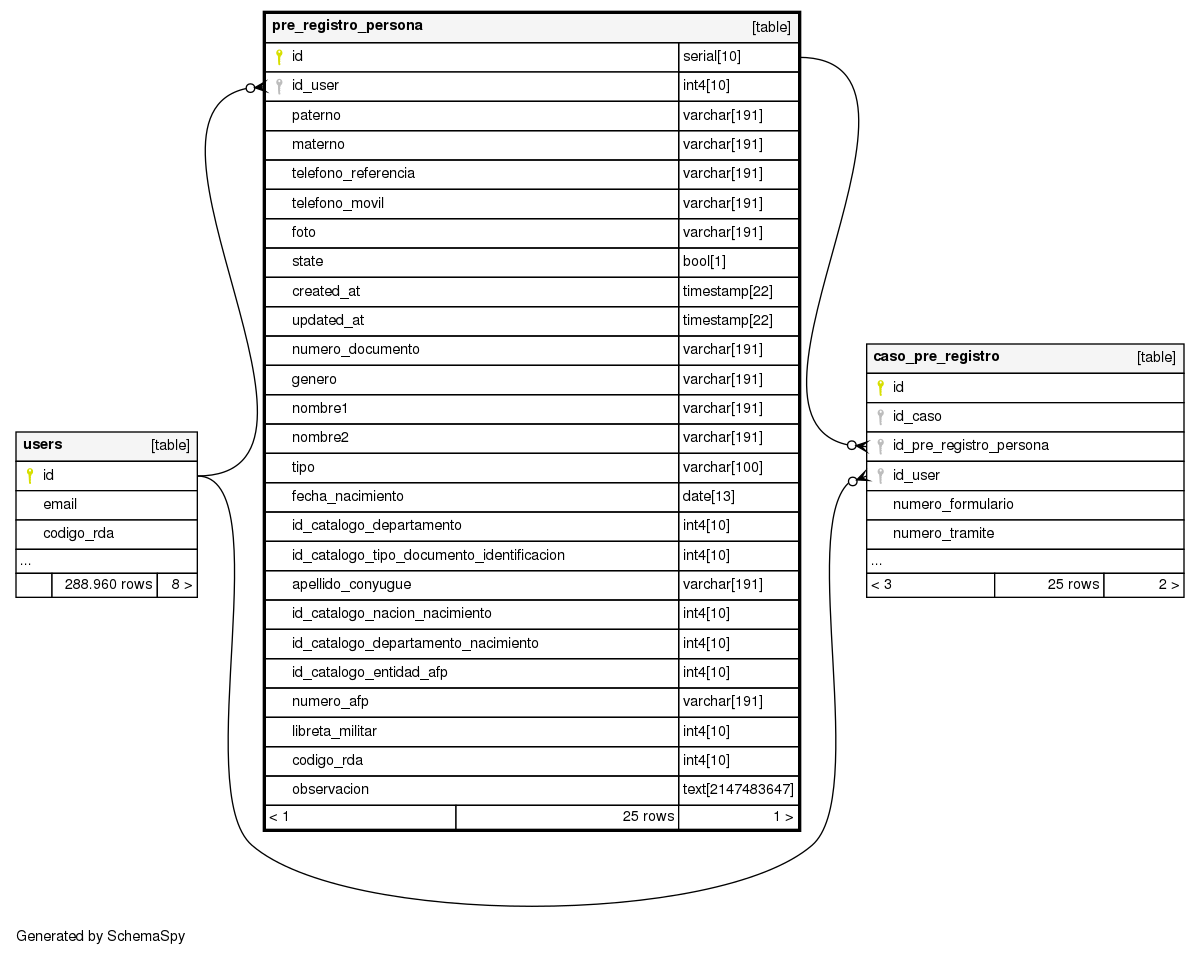 pre_registro_persona [table]
id serial[10]
id_user int4[10]
paterno varchar[191]
materno varchar[191]
telefono_referencia varchar[191]
telefono_movil varchar[191]
foto varchar[191]
state bool[1]
created_at timestamp[22]
updated_at timestamp[22]
numero_documento varchar[191]
genero varchar[191]
nombre1 varchar[191]
nombre2 varchar[191]
tipo varchar[100]
fecha_nacimiento date[13]
id_catalogo_departamento int4[10]
id_catalogo_tipo_documento_identificacion int4[10]
apellido_conyugue varchar[191]
id_catalogo_nacion_nacimiento int4[10]
id_catalogo_departamento_nacimiento int4[10]
id_catalogo_entidad_afp int4[10]
numero_afp varchar[191]
libreta_militar int4[10]
codigo_rda int4[10]
observacion text[2147483647]
< 1 25 rows 1 >
users [table]
id
email
codigo_rda
...
288.960 rows 8 >
caso_pre_registro [table]
id
id_caso
id_pre_registro_persona
id_user
numero_formulario
numero_tramite
...
< 3 25 rows 2 >
Generated by SchemaSpy